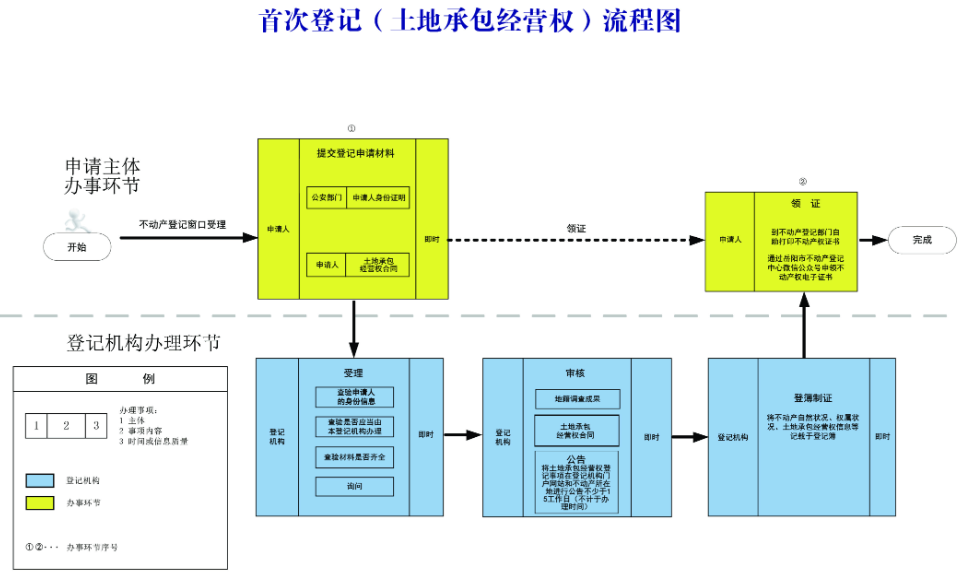 首次登记（土地承包经营权）流程图
①
申请主体
办事环节
开始
不动产登记窗口受理
申请人
提交登记申请材料
公安部门
申请人身份证明
申请人
土地承包
经营权合同
即时
领证
②
申请人
领 证
到不动产登记部门自
助打印不动产权证书
通过岳阳市不动产登记
中心微信公众号申领不
动产权电子证书
完成
登记机构办理环节
图 例
1 2 3
办理事项：
1 主体
2 事项内容
3 时间或信息质量
登记机构
办事环节
①②··· 办事环节序号
登记
机构
受理
查验申请人
的身份信息
查验是否应当由
本登记机构办理
查验材料是否齐全
询问
即时
登记
机构
审核
地籍调查成果
土地承包
经营权合同
公告
将土地承包经营权登
记事项在登记机构门
户网站和不动产所在
地进行公告不少于1
5工作日（不计于办
理时间）
即时
登记机构
登簿制证
将不动产自然状况、权属状
况、土地承包经营权信息等
记载于登记簿
即时